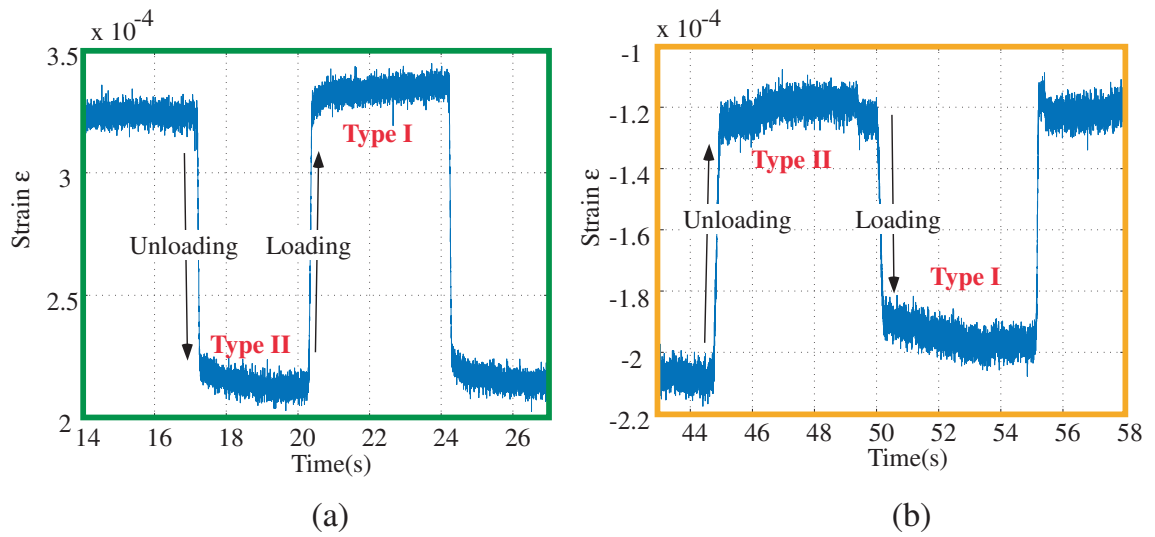 x 10⁻⁴
3.5
3
2.5
2
Strain ε
Unloading
Loading
Type I
Type II
14 16 18 20 22 24 26
Time(s)
(a)
x 10⁻⁴
-1
-1.2
-1.4
-1.6
-1.8
-2
-2.2
Strain ε
Type II
Unloading
Loading
Type I
44 46 48 50 52 54 56 58
Time(s)
(b)